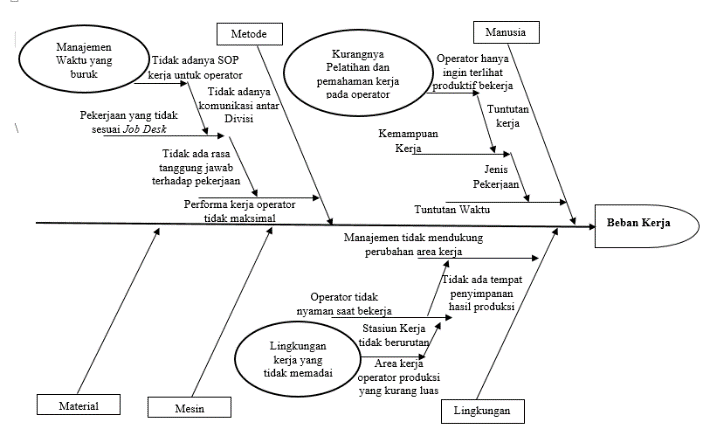 Metode
Manusia
Manajemen
Waktu yang
buruk
Tidak adanya SOP
kerja untuk operator
Tidak adanya
komunikasi antar
Divisi
Pekerjaan yang tidak
sesuai Job Desk
Tidak ada rasa
tanggung jawab
terhadap pekerjaan
Performa kerja operator
tidak maksimal
Kurangnya
Pelatihan dan
pemahaman kerja
pada operator
Operator hanya
ingin terlihat
produktif bekerja
Tuntutan
kerja
Kemampuan
Kerja
Jenis
Pekerjaan
Tuntutan Waktu
Beban Kerja
Manajemen tidak mendukung
perubahan area kerja
Tidak ada tempat
penyimpanan
hasil produksi
Operator tidak
nyaman saat bekerja
Stasiun Kerja
tidak berurutan
Lingkungan
kerja yang
tidak memadai
Area kerja
operator produksi
yang kurang luas
Material
Mesin
Lingkungan